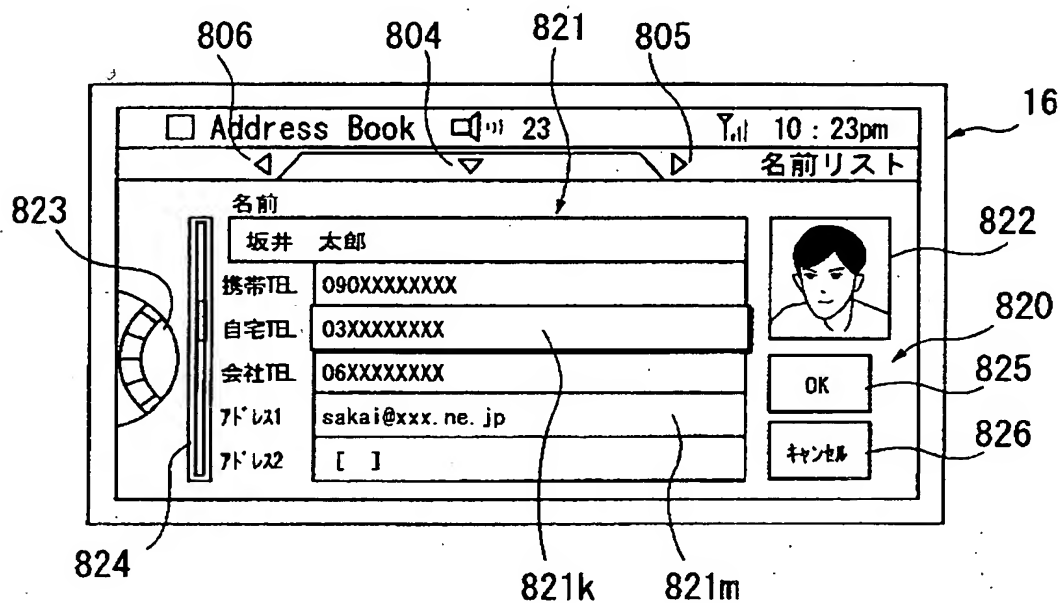 806 804 821 805
16
Address Book 23 10 : 23pm
名前リスト
823
名前
坂井 太郎
822
携帯TEL 090XXXXXXXX
自宅TEL 03XXXXXXXX
820
会社TEL 06XXXXXXXX
OK
825
アドレス1 sakai@xxx.ne.jp
アドレス2 [ ]
キャンセル
826
824
821k 821m